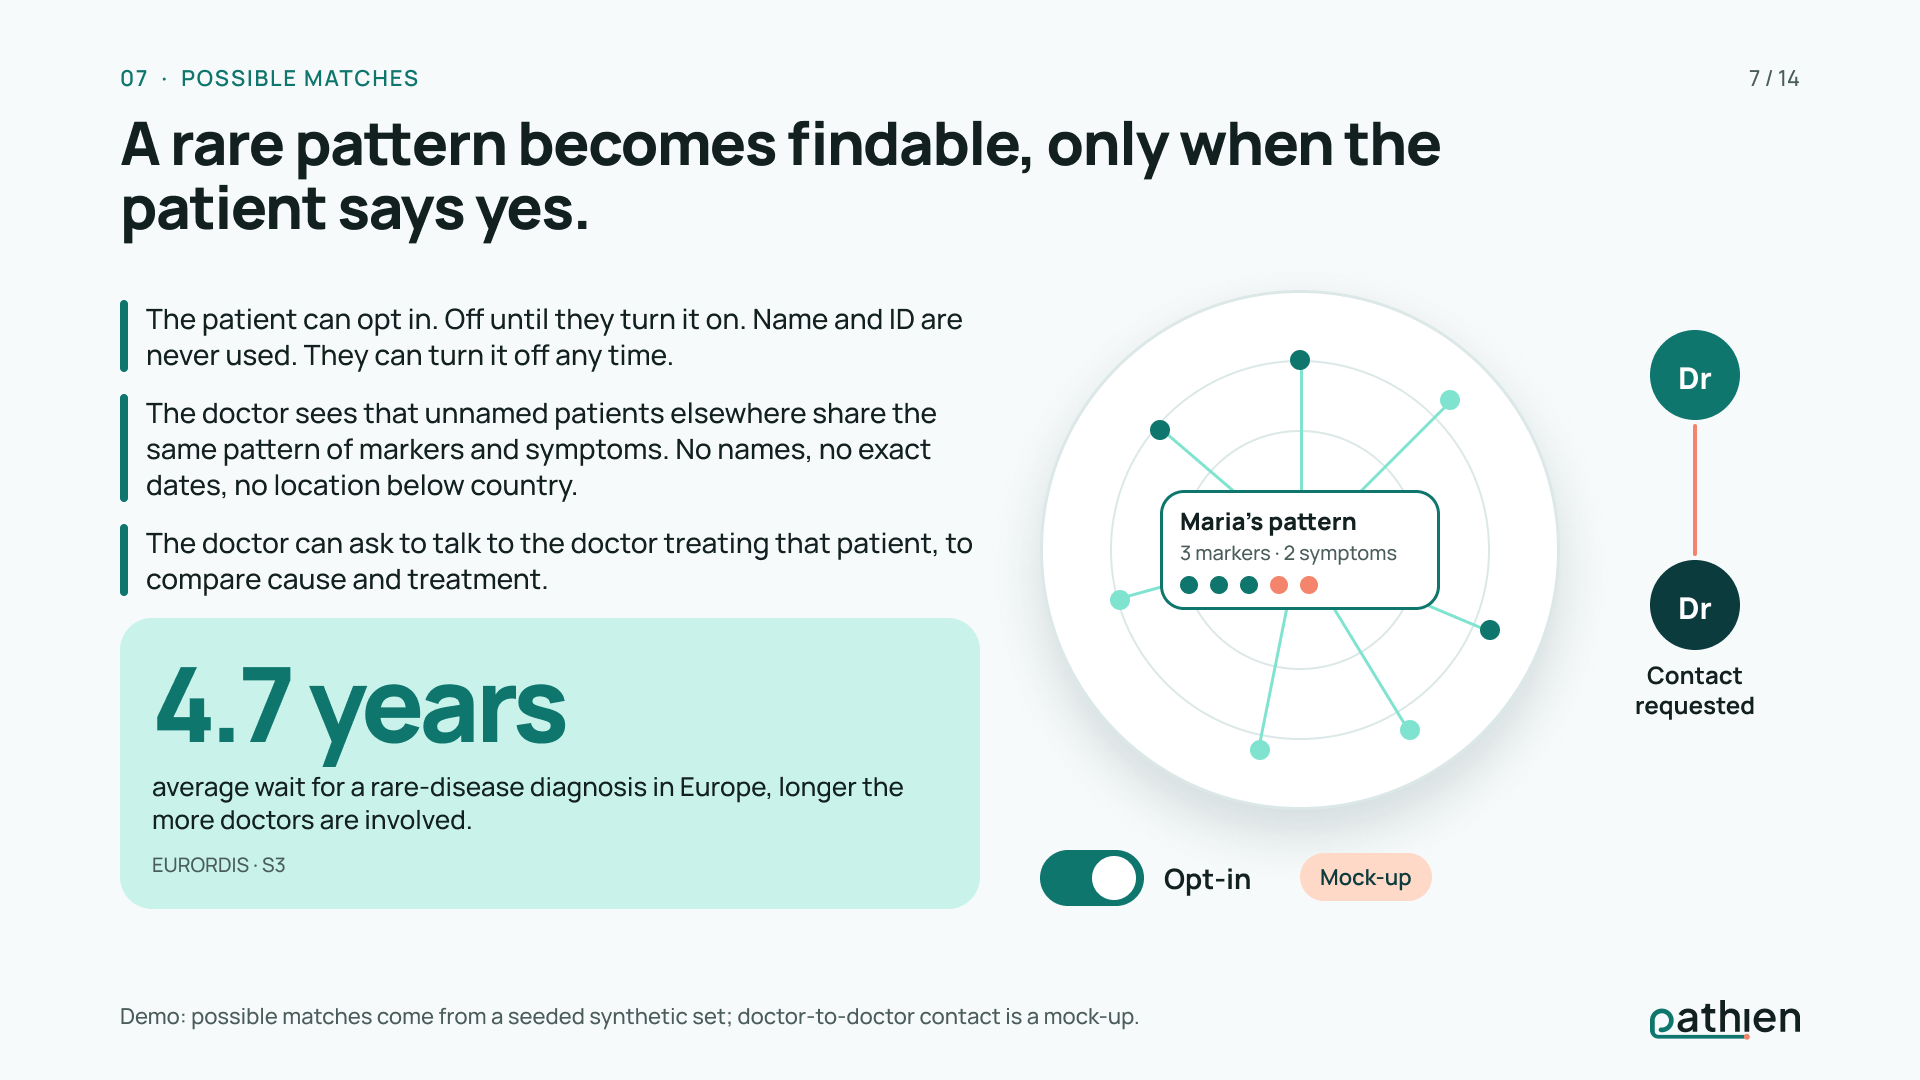 07 · POSSIBLE MATCHES
7 / 14
A rare pattern becomes findable, only when the
patient says yes.
The patient can opt in. Off until they turn it on. Name and ID are
never used. They can turn it off any time.
The doctor sees that unnamed patients elsewhere share the
same pattern of markers and symptoms. No names, no exact
dates, no location below country.
The doctor can ask to talk to the doctor treating that patient, to
compare cause and treatment.
4.7 years
average wait for a rare-disease diagnosis in Europe, longer the
more doctors are involved.
EURORDIS · S3
Maria's pattern
3 markers · 2 symptoms
Dr
Dr
Contact
requested
Opt-in
Mock-up
Demo: possible matches come from a seeded synthetic set; doctor-to-doctor contact is a mock-up.
pathien